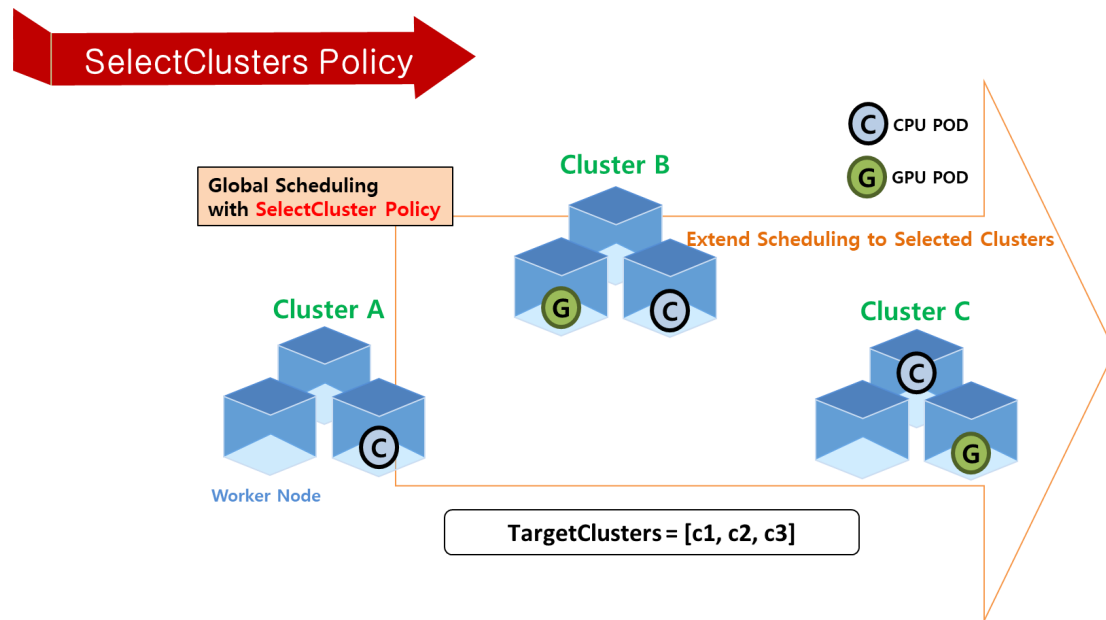 SelectClusters Policy
C CPU POD
G GPU POD
Cluster B
Global Scheduling
with SelectCluster Policy
Extend Scheduling to Selected Clusters
G
C
Cluster A
Cluster C
C
C
G
Worker Node
TargetClusters = [c1, c2, c3]